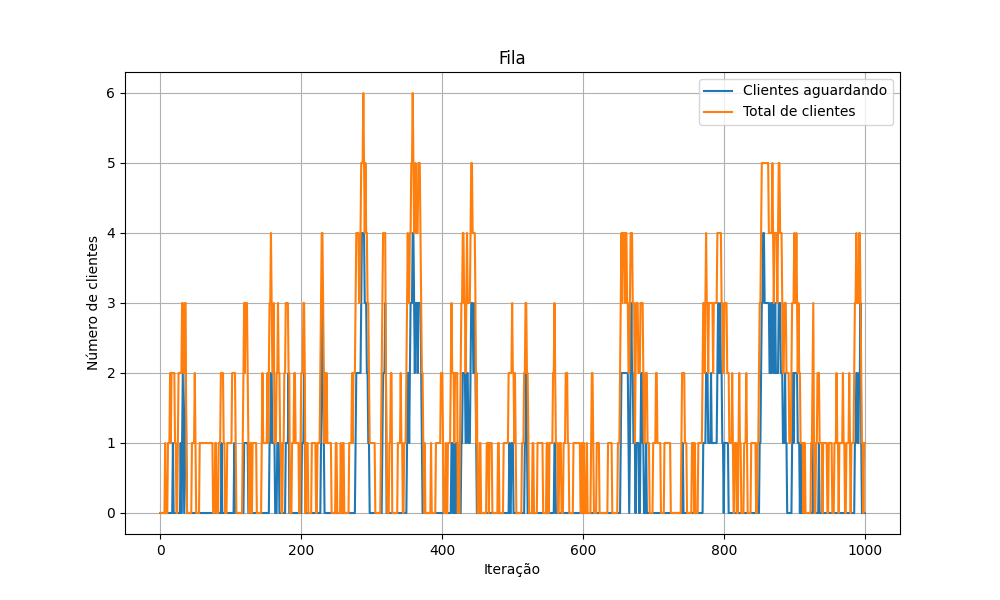 Fila
Clientes aguardando
Total de clientes
Número de clientes
6
5
4
3
2
1
0
0 200 400 600 800 1000
Iteração